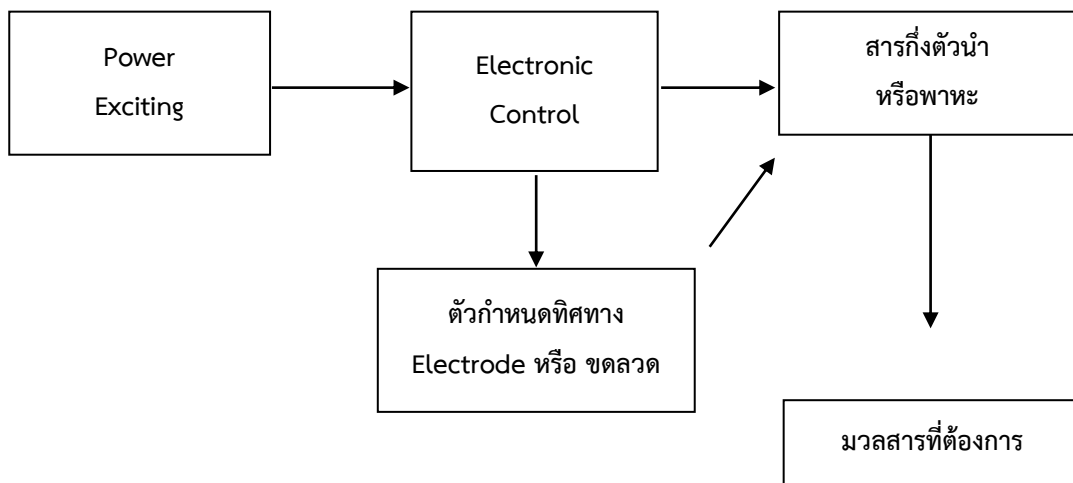 Power
Exciting
Electronic
Control
สารกึ่งตัวนำ
หรือพาหะ
ตัวกำหนดทิศทาง
Electrode หรือ ขดลวด
มวลสารที่ต้องการ